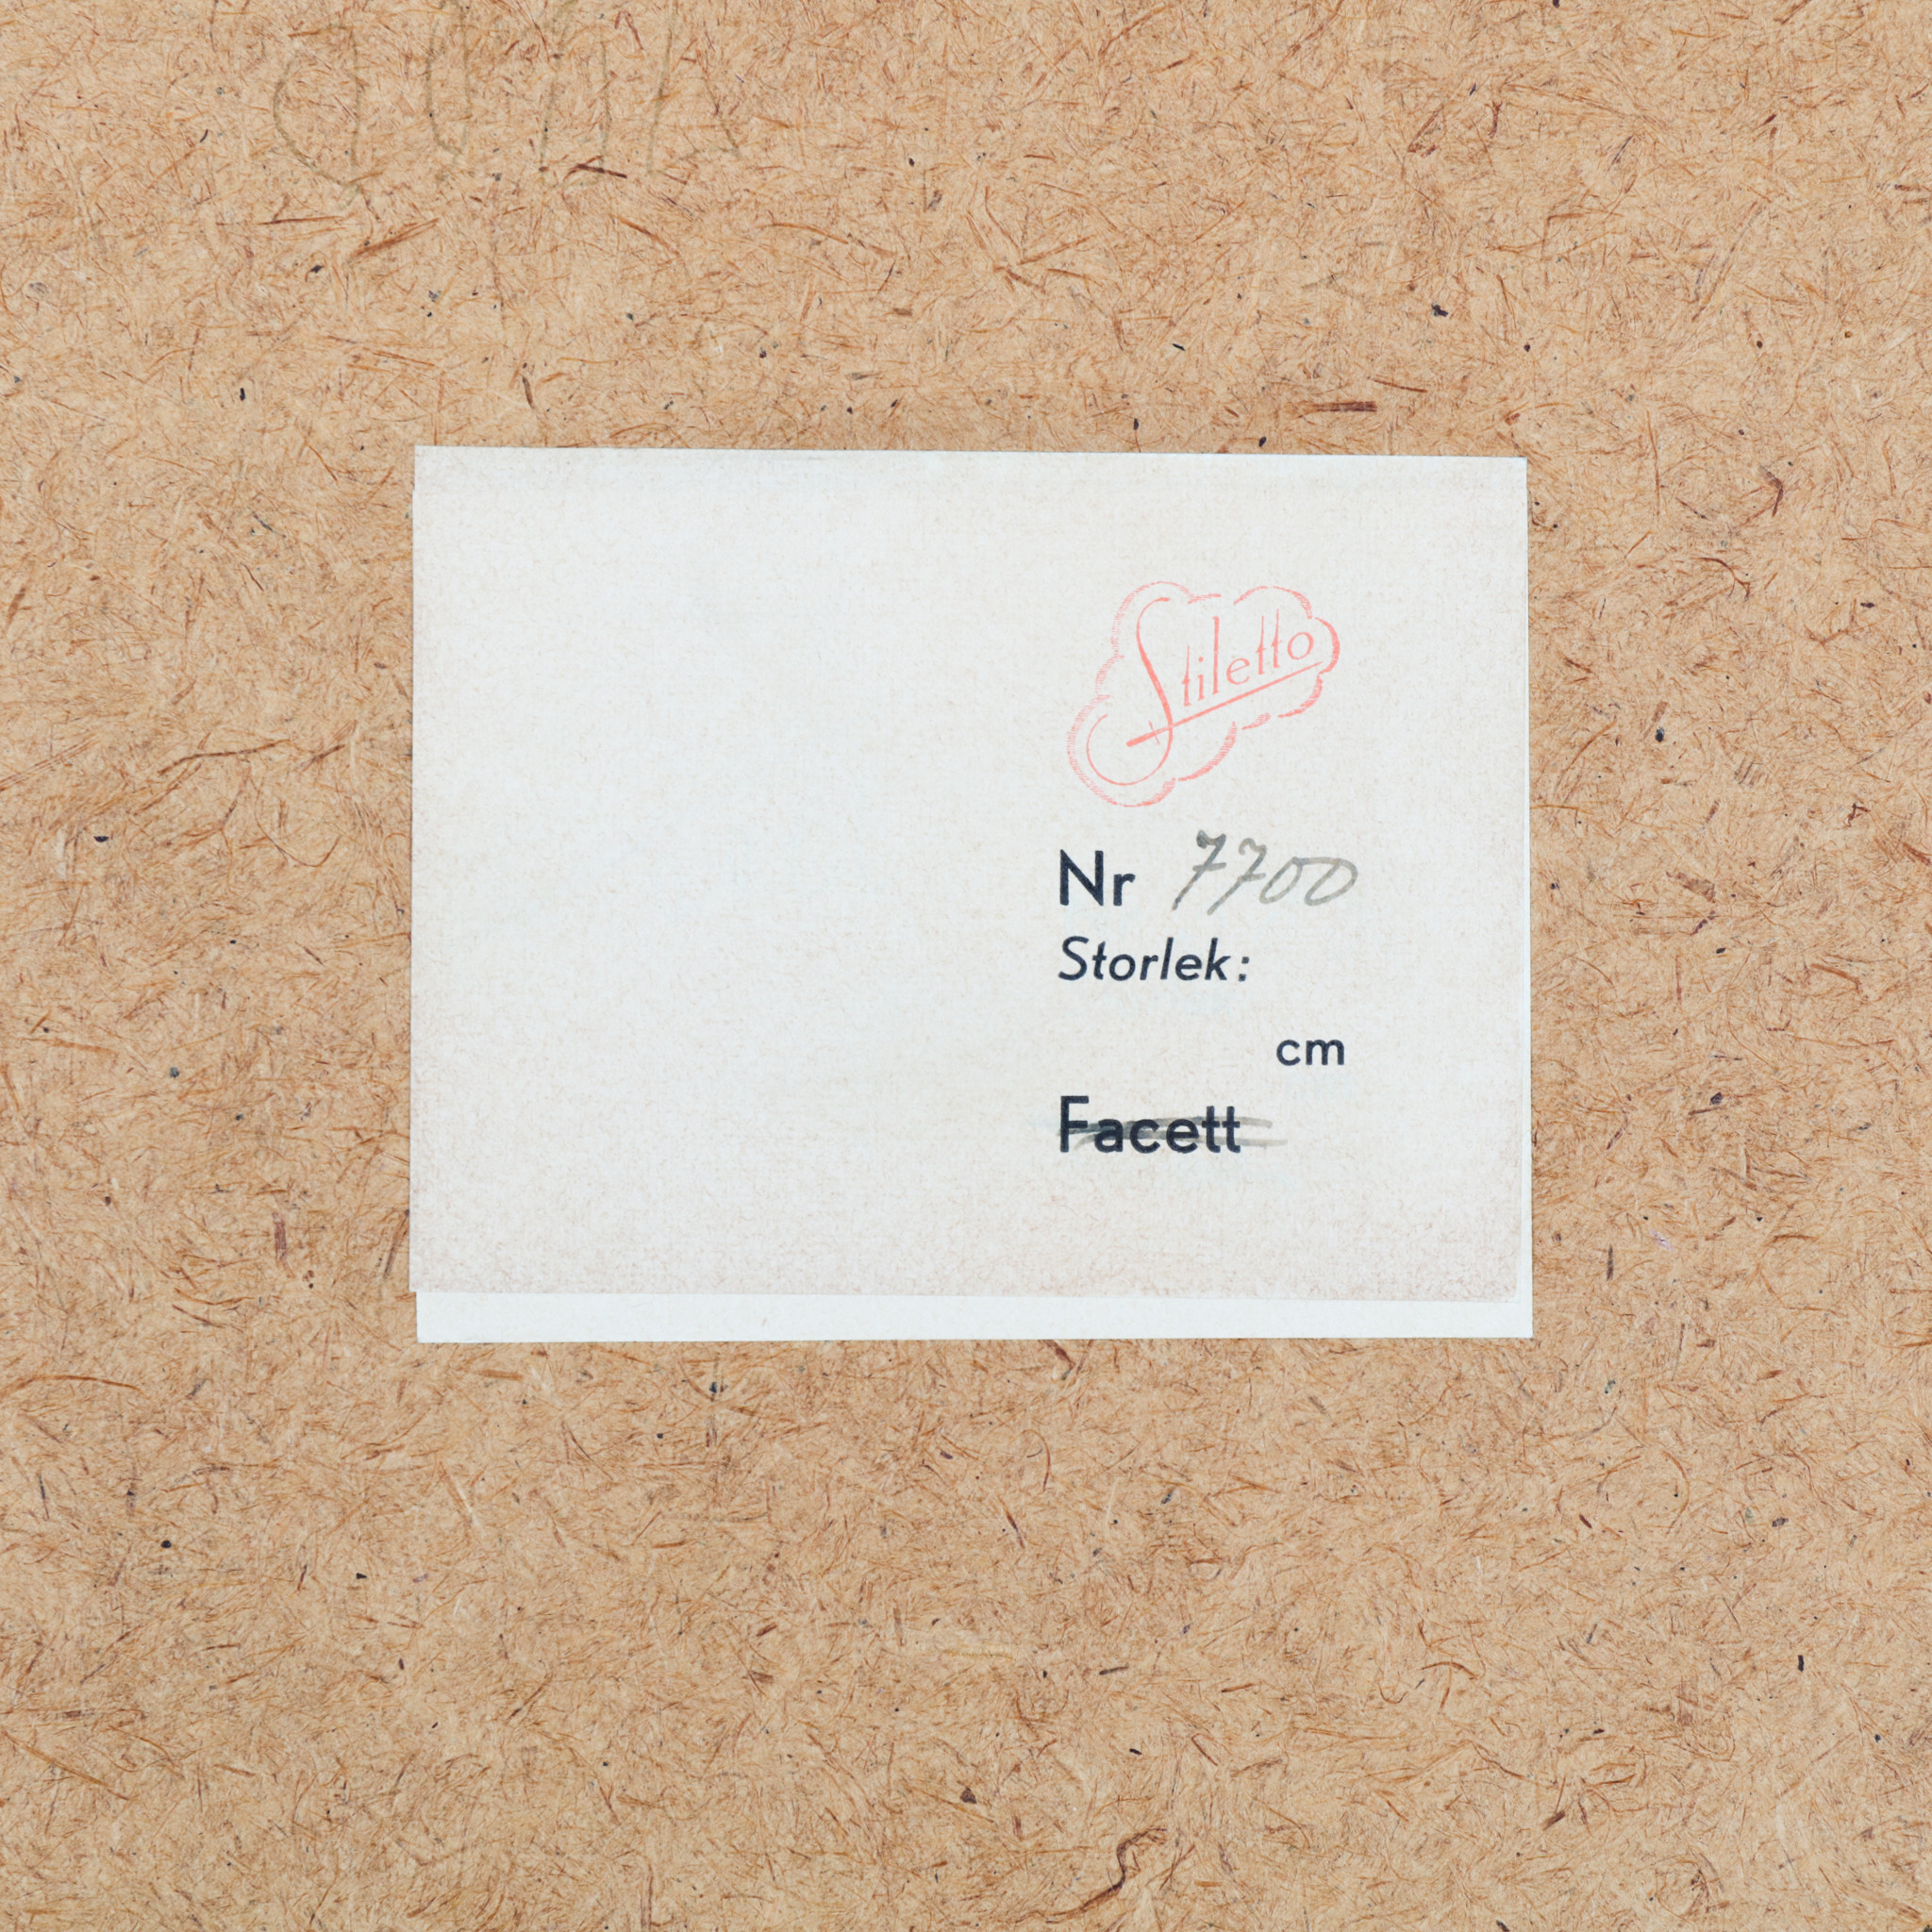 Stiletto
Nr 7700
Storlek:
cm
Facett